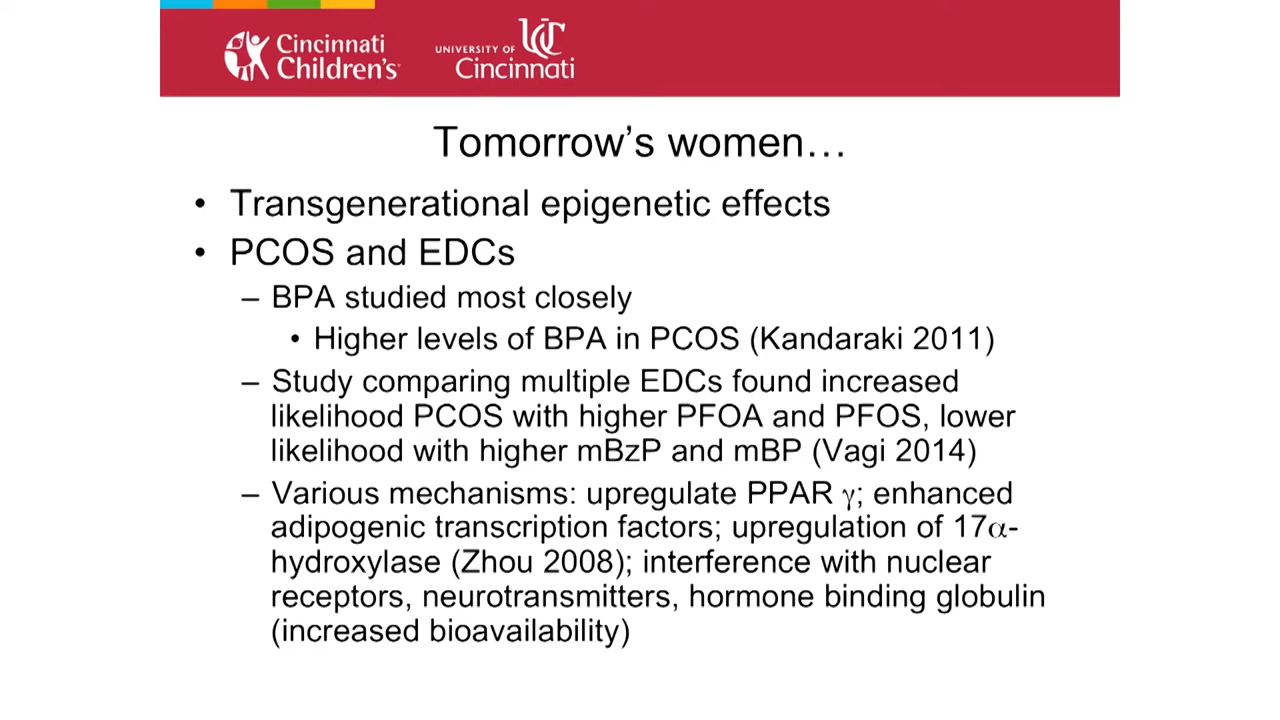 Cincinnati
Children's
UNIVERSITY OF
UC
Cincinnati
Tomorrow’s women…
• Transgenerational epigenetic effects
• PCOS and EDCs
– BPA studied most closely
• Higher levels of BPA in PCOS (Kandaraki 2011)
– Study comparing multiple EDCs found increased
likelihood PCOS with higher PFOA and PFOS, lower
likelihood with higher mBzP and mBP (Vagi 2014)
– Various mechanisms: upregulate PPAR γ; enhanced
adipogenic transcription factors; upregulation of 17α-
hydroxylase (Zhou 2008); interference with nuclear
receptors, neurotransmitters, hormone binding globulin
(increased bioavailability)